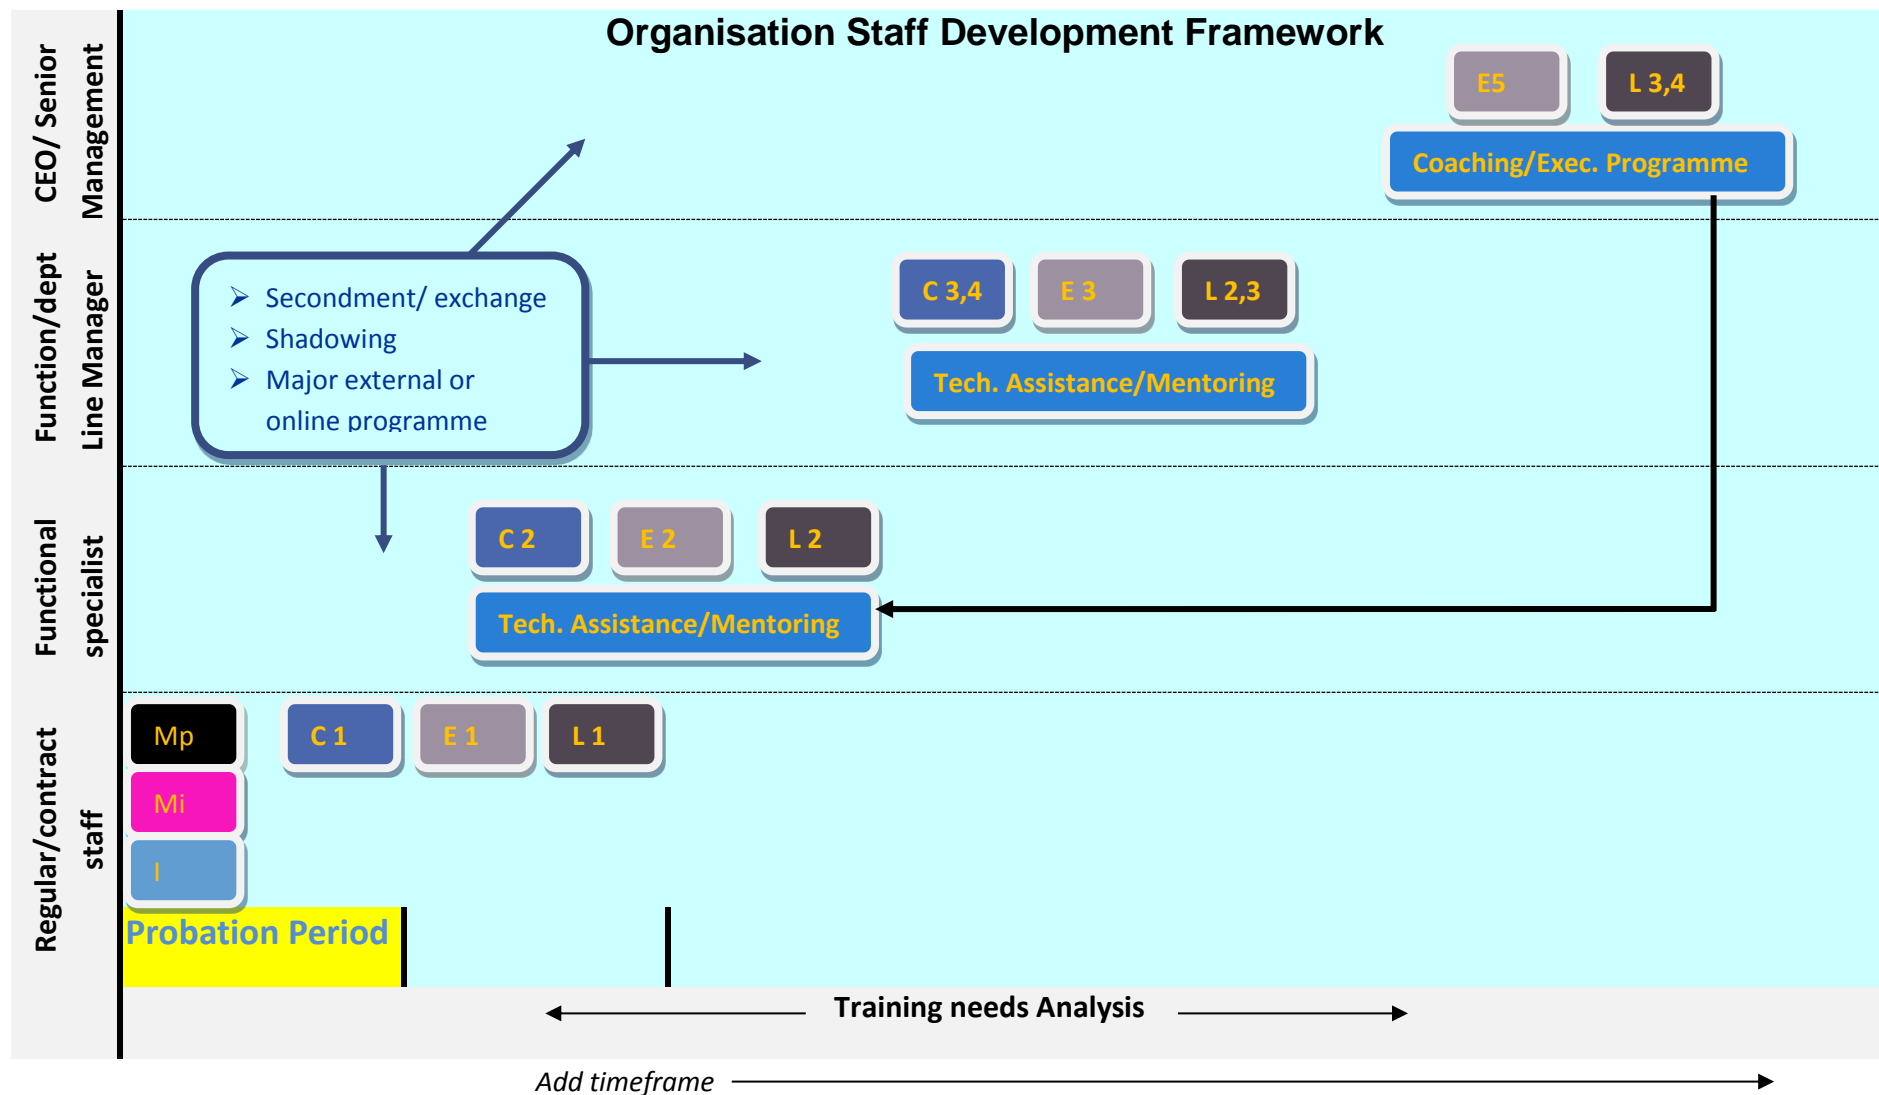 Organisation Staff Development Framework
CEO/ Senior
Management
E5
L 3,4
Coaching/Exec. Programme
Function/dept
Line Manager
➢ Secondment/ exchange
➢ Shadowing
➢ Major external or
online programme
C 3,4
E 3
L 2,3
Tech. Assistance/Mentoring
Functional
specialist
C 2
E 2
L 2
Tech. Assistance/Mentoring
Regular/contract
staff
Mp
C 1
E 1
L 1
Mi
I
Probation Period
Training needs Analysis
Add timeframe